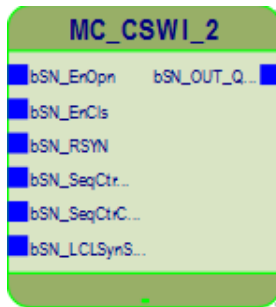 MC_CSWI_2
bSN_EnOpn bSN_OUT_Q...
bSN_EnCls
bSN_RSYN
bSN_SeqCtr...
bSN_SeqCtrC...
bSN_LCLSynS...